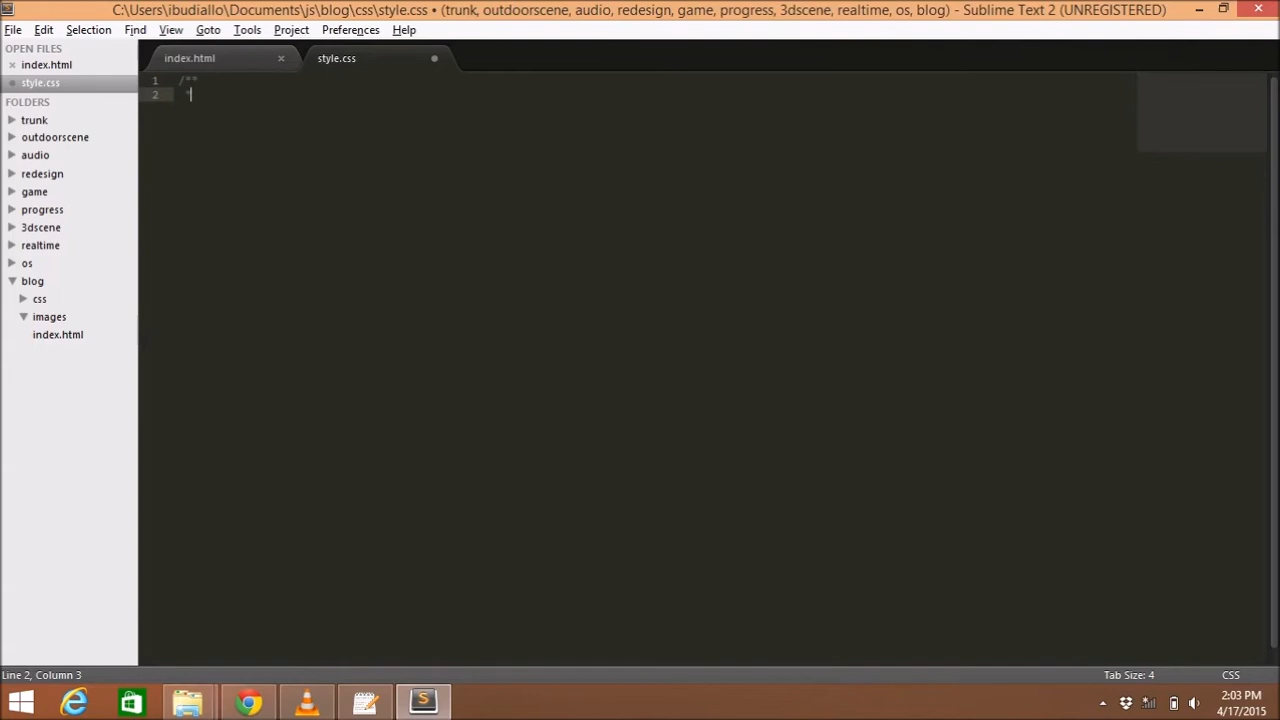 C:\Users\ibudiallo\Documents\js\blog\css\style.css • (trunk, outdoorscene, audio, redesign, game, progress, 3dscene, realtime, os, blog) - Sublime Text 2 (UNREGISTERED)
File Edit Selection Find View Goto Tools Project Preferences Help
OPEN FILES
index.html
style.css
FOLDERS
trunk
outdoorscene
audio
redesign
game
progress
3dscene
realtime
os
blog
css
images
index.html
index.html style.css
1 /**
2 *
Line 2, Column 3 Tab Size: 4 CSS
2:03 PM
4/17/2015